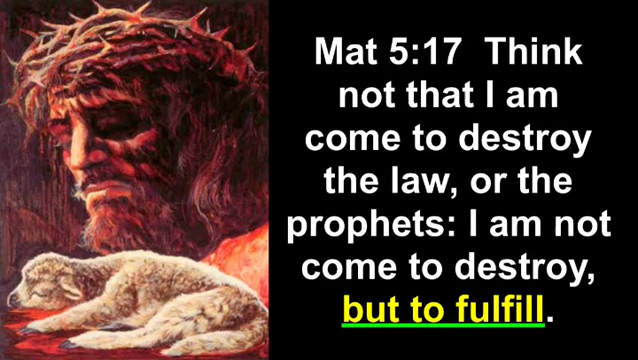 Mat 5:17  Think
not that I am
come to destroy
the law, or the
prophets: I am not
come to destroy,
but to fulfill.